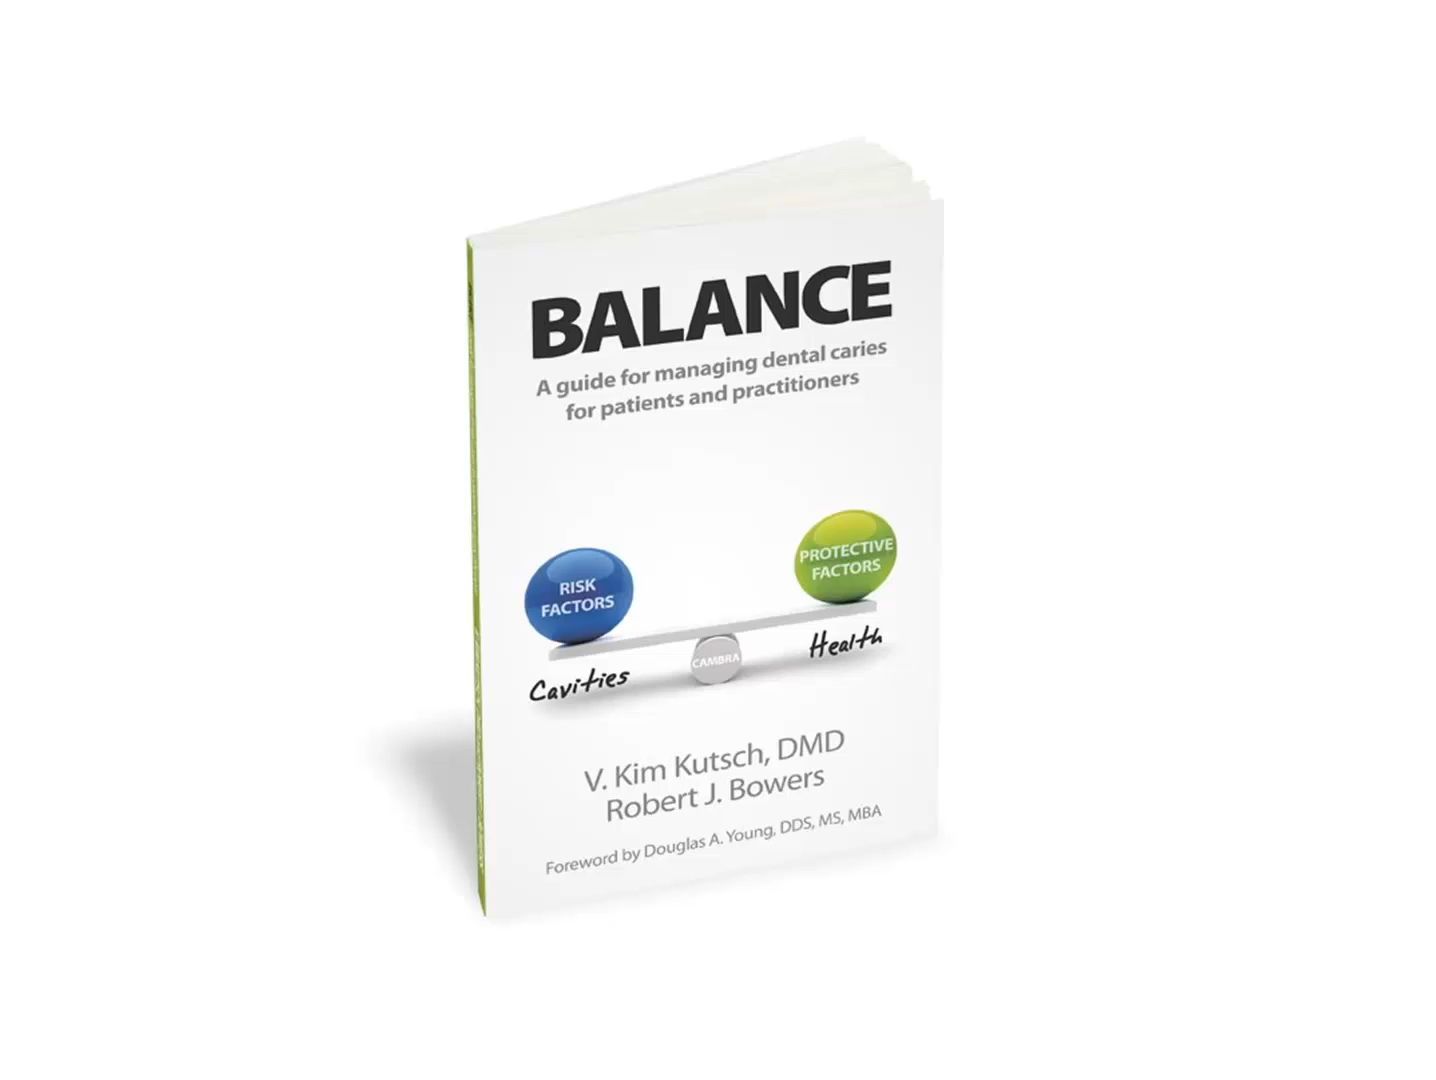 BALANCE
A guide for managing dental caries
for patients and practitioners
RISK
FACTORS
PROTECTIVE
FACTORS
CAMBRA
Cavities
Health
V. Kim Kutsch, DMD
Robert J. Bowers
Foreword by Douglas A. Young, DDS, MS, MBA